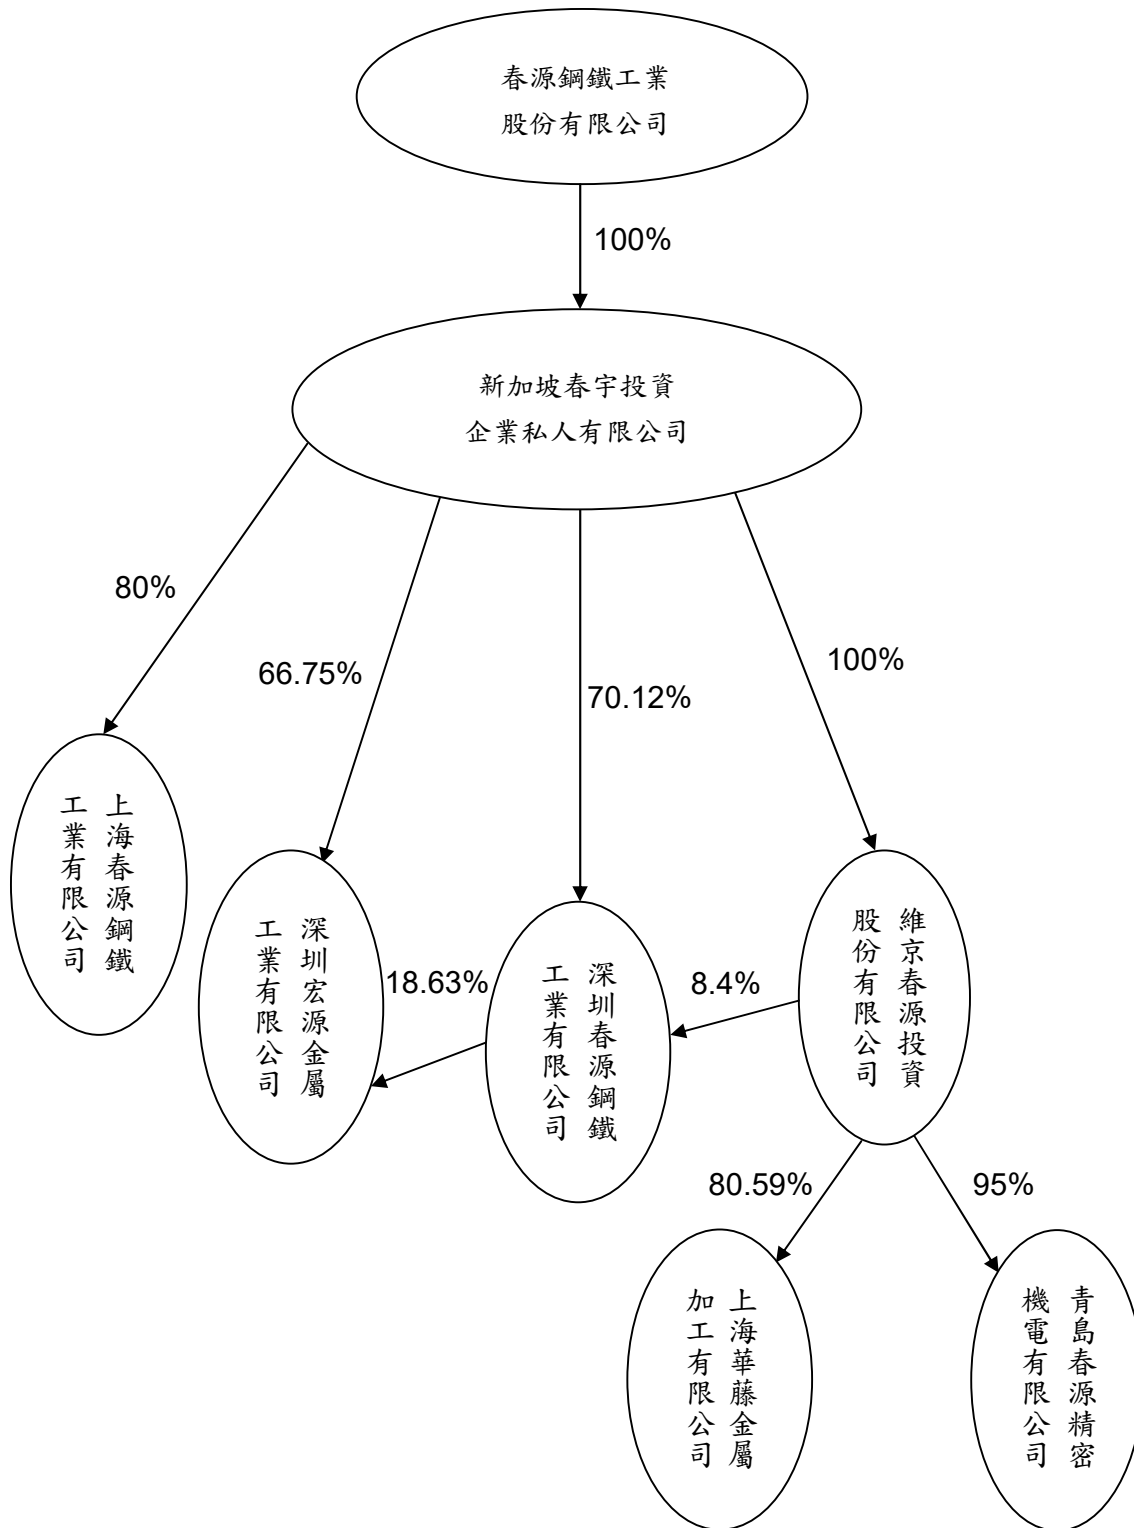 春源鋼鐵工業
股份有限公司
100%
新加坡春宇投資
企業私人有限公司
80%
66.75%
70.12%
100%
上海春源鋼鐵
工業有限公司
深圳宏源金屬
工業有限公司
18.63%
深圳春源鋼鐵
工業有限公司
8.4%
維京春源投資
股份有限公司
80.59%
95%
上海華藤金屬
加工有限公司
青島春源精密
機電有限公司